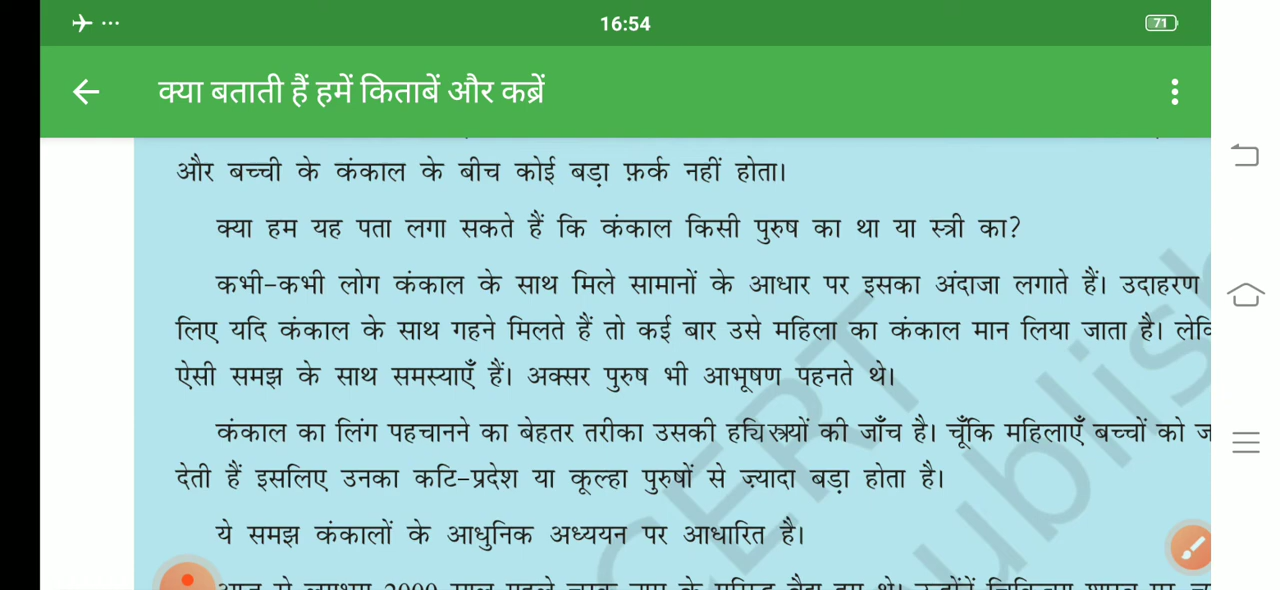 16:54
71
क्या बताती हैं हमें किताबें और कब्रें
और बच्ची के कंकाल के बीच कोई बड़ा फ़र्क नहीं होता।
क्या हम यह पता लगा सकते हैं कि कंकाल किसी पुरुष का था या स्त्री का?
कभी-कभी लोग कंकाल के साथ मिले सामानों के आधार पर इसका अंदाजा लगाते हैं। उदाहरण
लिए यदि कंकाल के साथ गहने मिलते हैं तो कई बार उसे महिला का कंकाल मान लिया जाता है।
ऐसी समझ के साथ समस्याएँ हैं। अक्सर पुरुष भी आभूषण पहनते थे।
कंकाल का लिंग पहचानने का बेहतर तरीका उसकी की जाँच है। चूँकि महिलाएँ बच्चों को
देती हैं इसलिए उनका कटि-प्रदेश या कूल्हा पुरुषों से ज़्यादा बड़ा होता है।
ये समझ कंकालों के आधुनिक अध्ययन पर आधारित है।